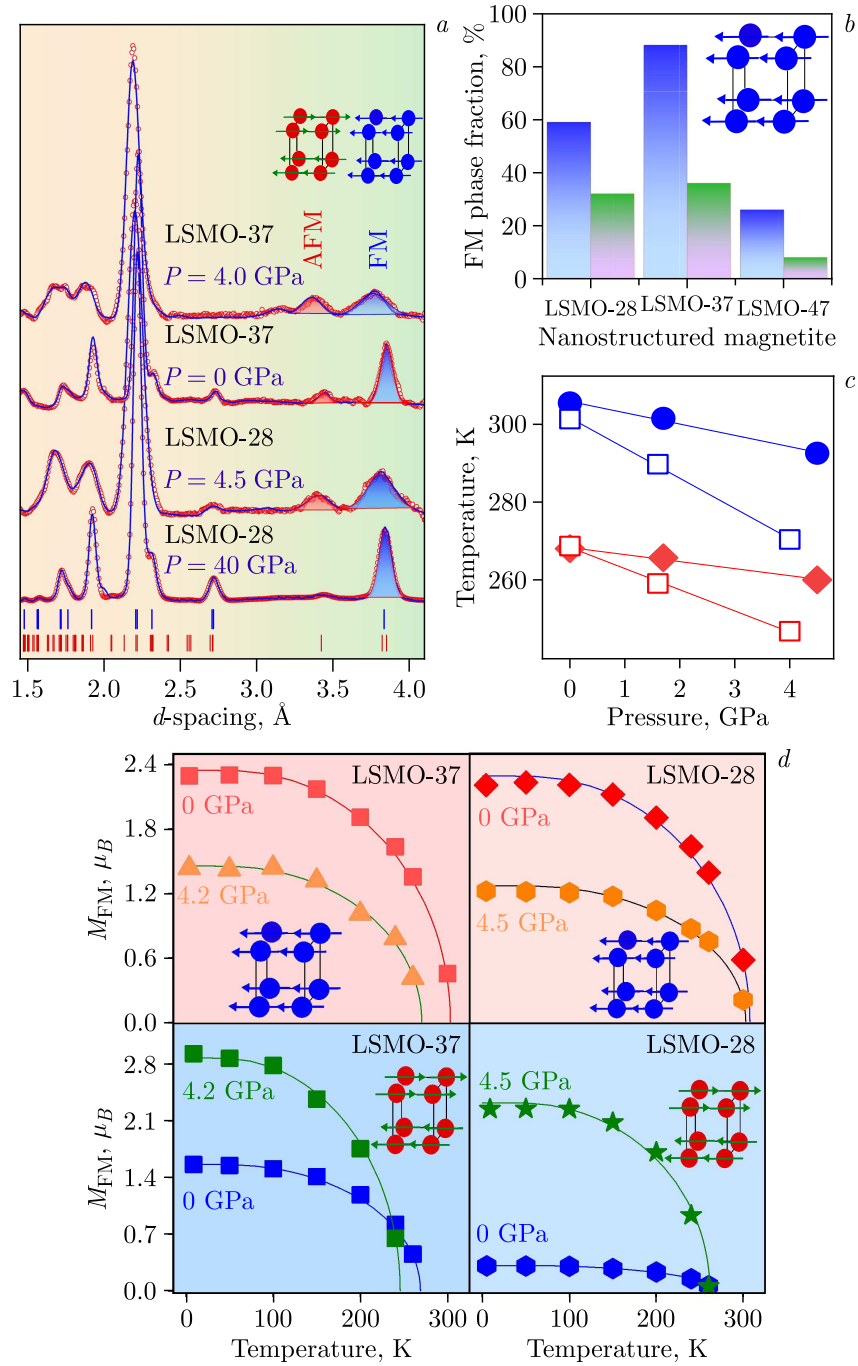 a
LSMO-37
P = 4.0 GPa
LSMO-37
P = 0 GPa
LSMO-28
P = 4.5 GPa
LSMO-28
P = 40 GPa
AFM
FM
1.5 2.0 2.5 3.0 3.5 4.0
d-spacing, Å
b
FM phase fraction, %
100
80
60
40
20
0
LSMO-28 LSMO-37 LSMO-47
Nanostructured magnetite
c
Temperature, K
300
280
260
0 1 2 3 4
Pressure, GPa
d
M_FM, μ_B
2.4
1.8
1.2
0.6
0.0
LSMO-37
0 GPa
4.2 GPa
LSMO-28
0 GPa
4.5 GPa
M_FM, μ_B
2.8
2.1
1.4
0.7
0.0
LSMO-37
4.2 GPa
0 GPa
LSMO-28
4.5 GPa
0 GPa
0 100 200 300
0 100 200 300
Temperature, K
Temperature, K